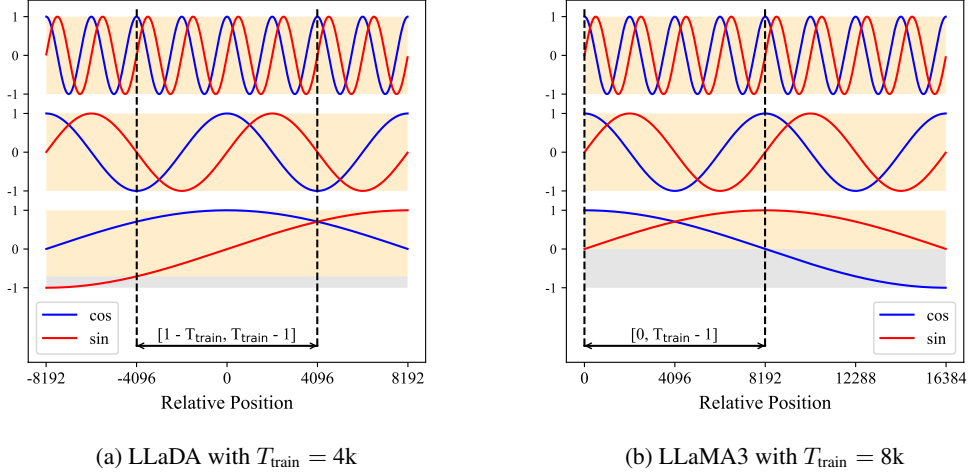 1
0
-1
1
0
-1
1
0
-1
cos
sin
[1 - T_train, T_train - 1]
-8192 -4096 0 4096 8192
Relative Position
(a) LLaDA with T_train = 4k
1
0
-1
1
0
-1
1
0
-1
cos
sin
[0, T_train - 1]
0 4096 8192 12288 16384
Relative Position
(b) LLaMA3 with T_train = 8k